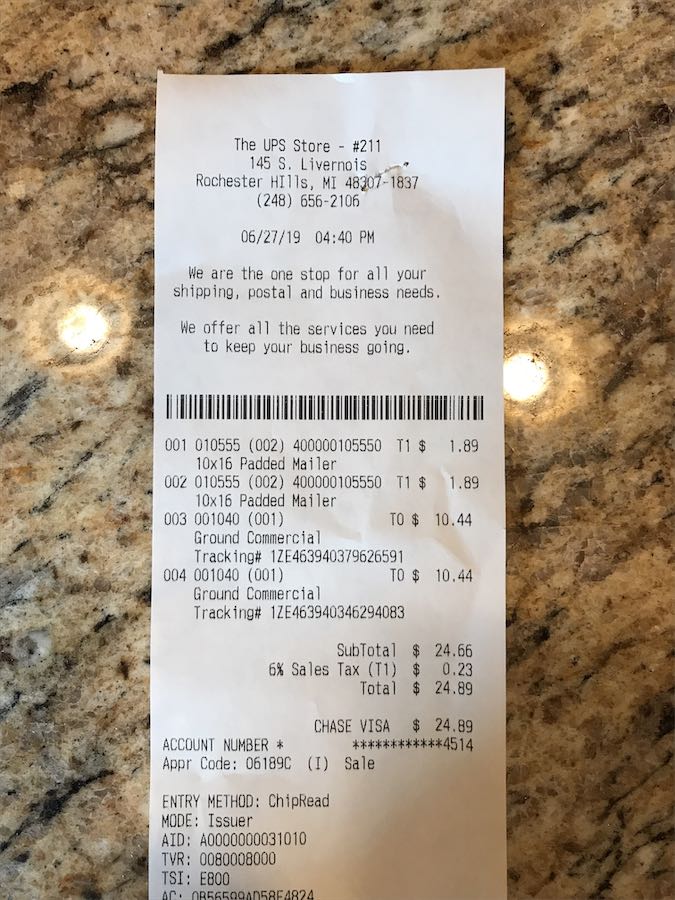 The UPS Store - #211
145 S. Livernois
Rochester Hills, MI 48307-1837
(248) 656-2106
06/27/19 04:40 PM
We are the one stop for all your
shipping, postal and business needs.
We offer all the services you need
to keep your business going.
001 010555 (002) 400000105550 T1 $ 1.89
10x16 Padded Mailer
002 010555 (002) 400000105550 T1 $ 1.89
10x16 Padded Mailer
003 001040 (001) TO $ 10.44
Ground Commercial
Tracking# 1ZE463940379626591
004 001040 (001) TO $ 10.44
Ground Commercial
Tracking# 1ZE463940346294083
SubTotal $ 24.66
6% Sales Tax (T1) $ 0.23
Total $ 24.89
CHASE VISA $ 24.89
ACCOUNT NUMBER * ************4514
Appr Code: 06189C (I) Sale
ENTRY METHOD: ChipRead
MODE: Issuer
AID: A0000000031010
TVR: 0080008000
TSI: E800
AC: 0B56599AD58F4824